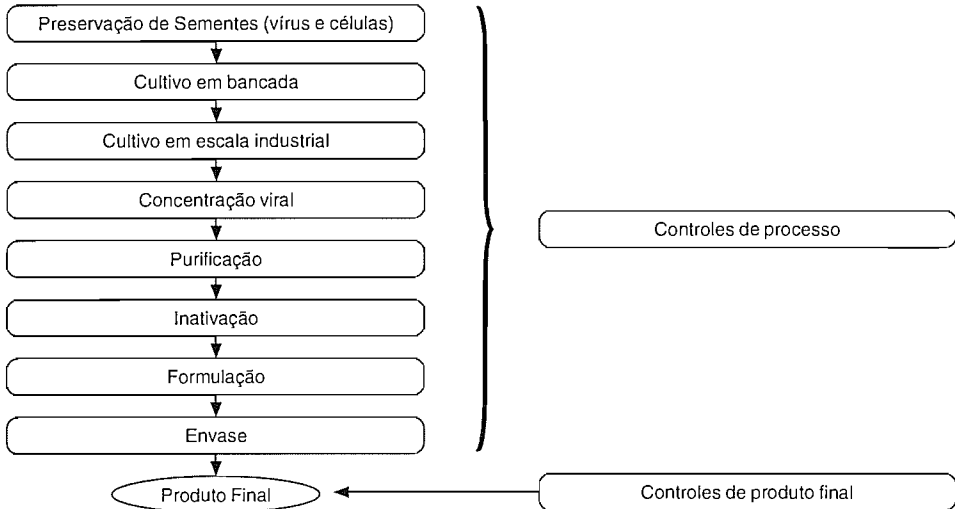 Preservação de Sementes (vírus e células)
Cultivo em bancada
Cultivo em escala industrial
Concentração viral
Purificação
Inativação
Formulação
Envase
Produto Final
Controles de processo
Controles de produto final